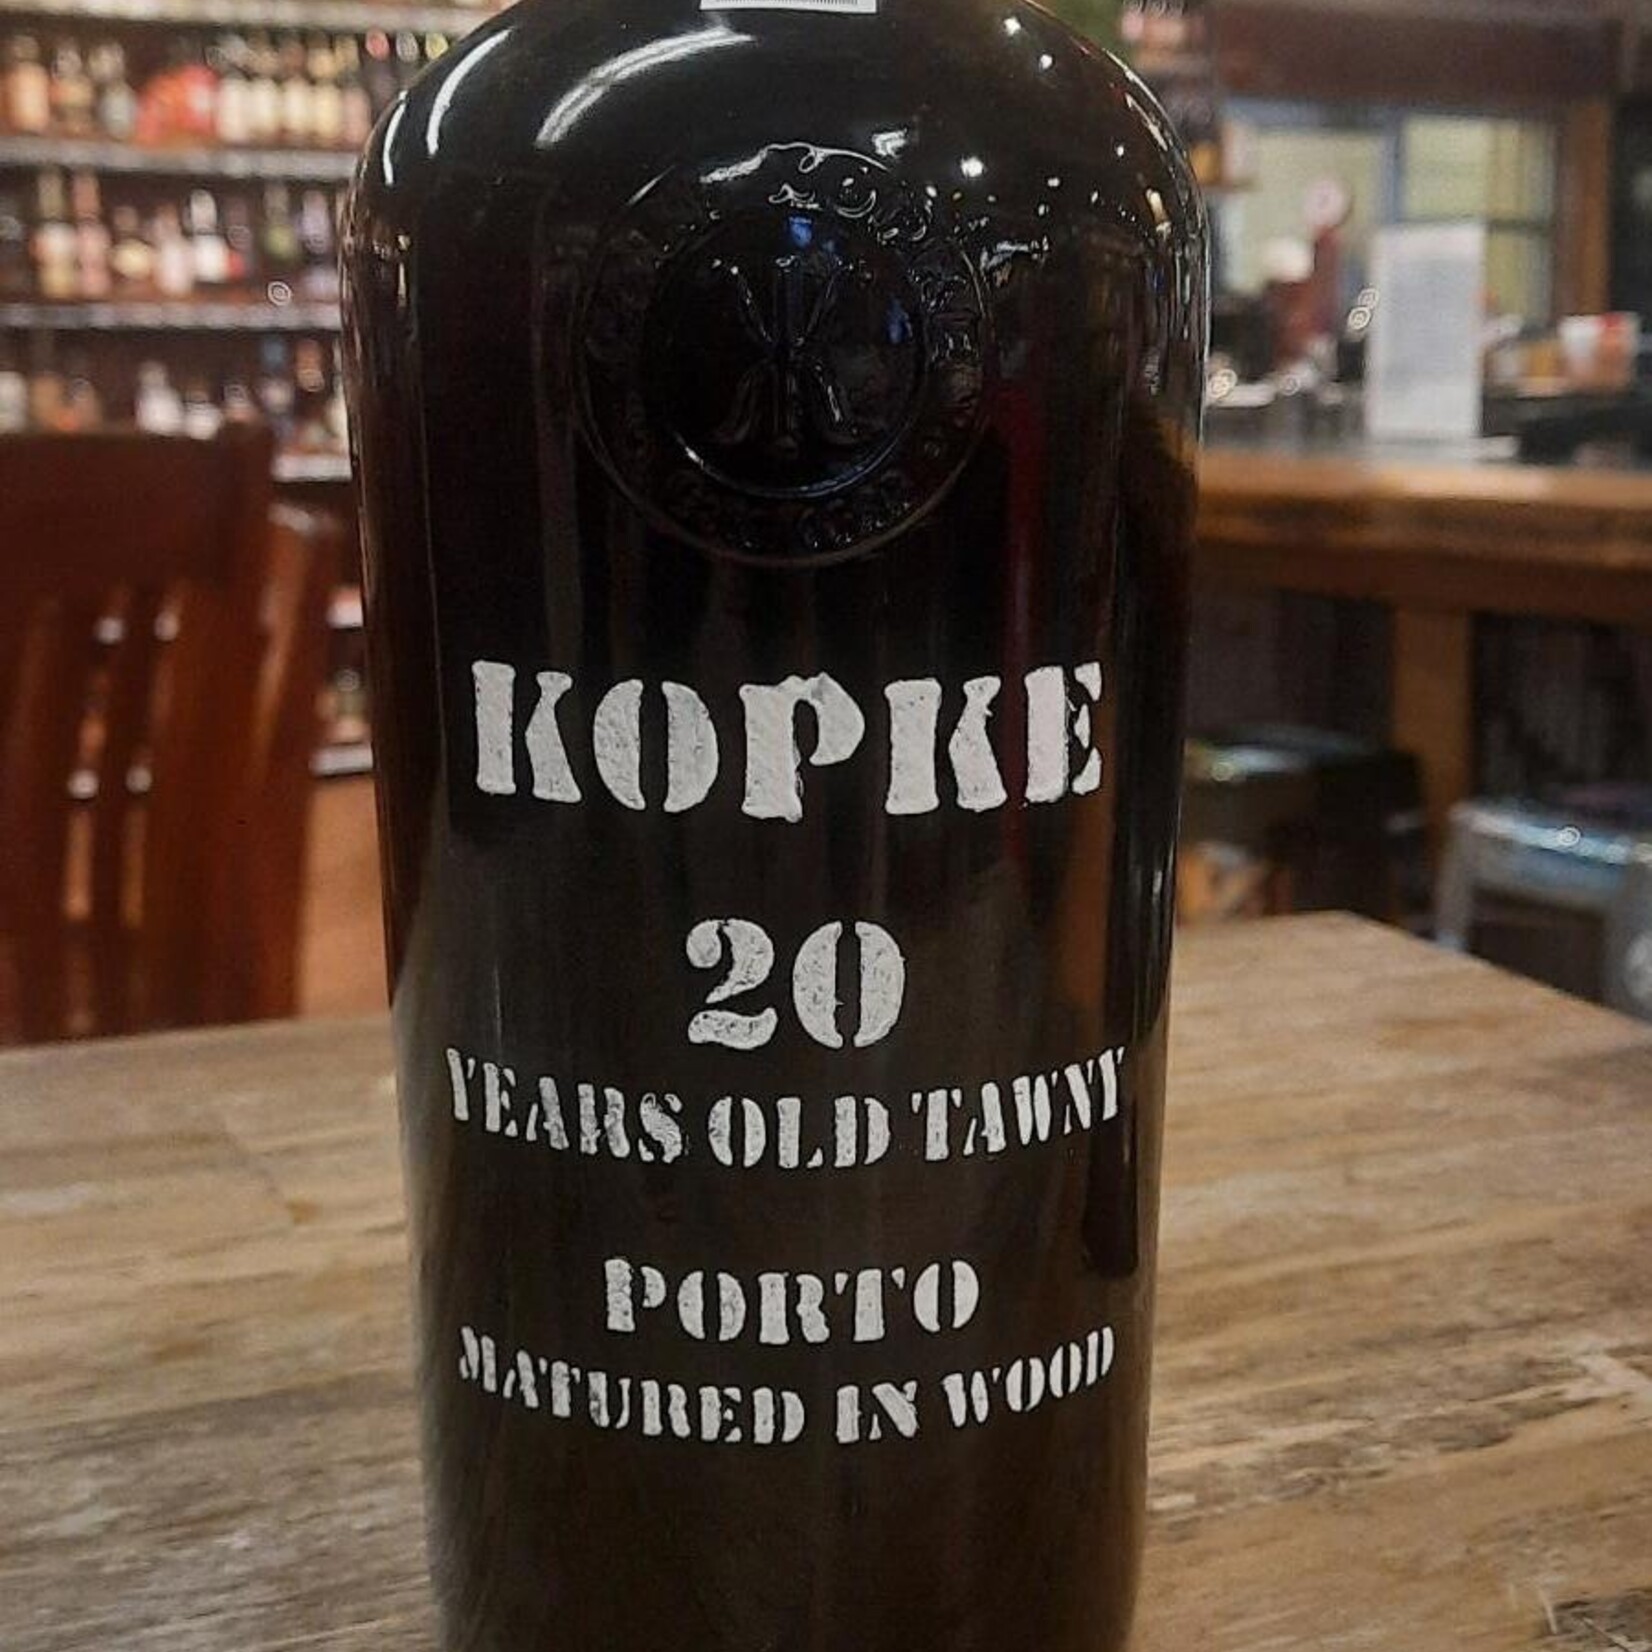 KOPKE
20
YEARS OLD TAWNY
PORTO
MATURED IN WOOD